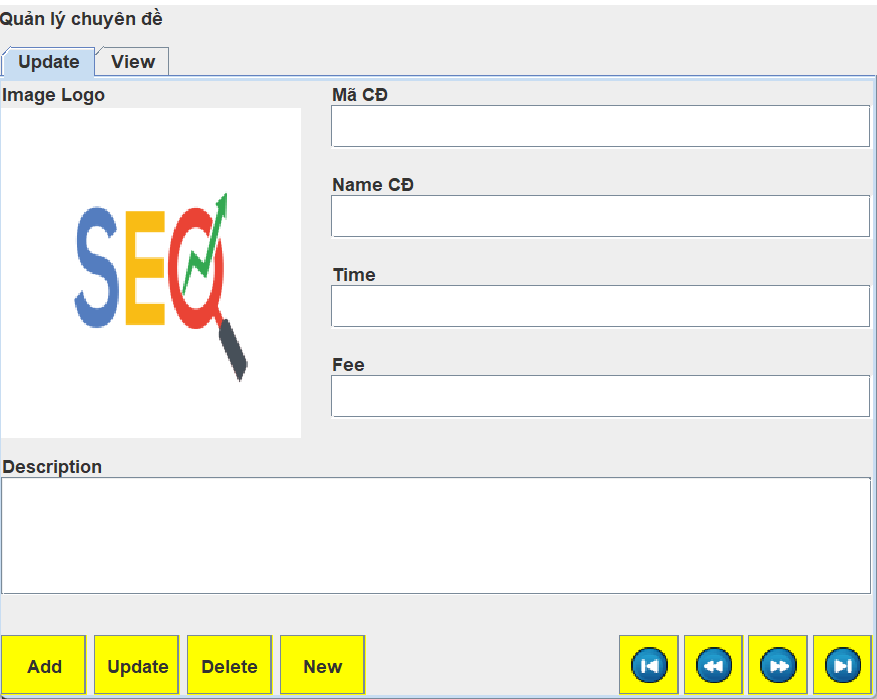 Quản lý chuyên đề
Update
View
Image Logo
SEO
Mã CĐ
Name CĐ
Time
Fee
Description
Add
Update
Delete
New